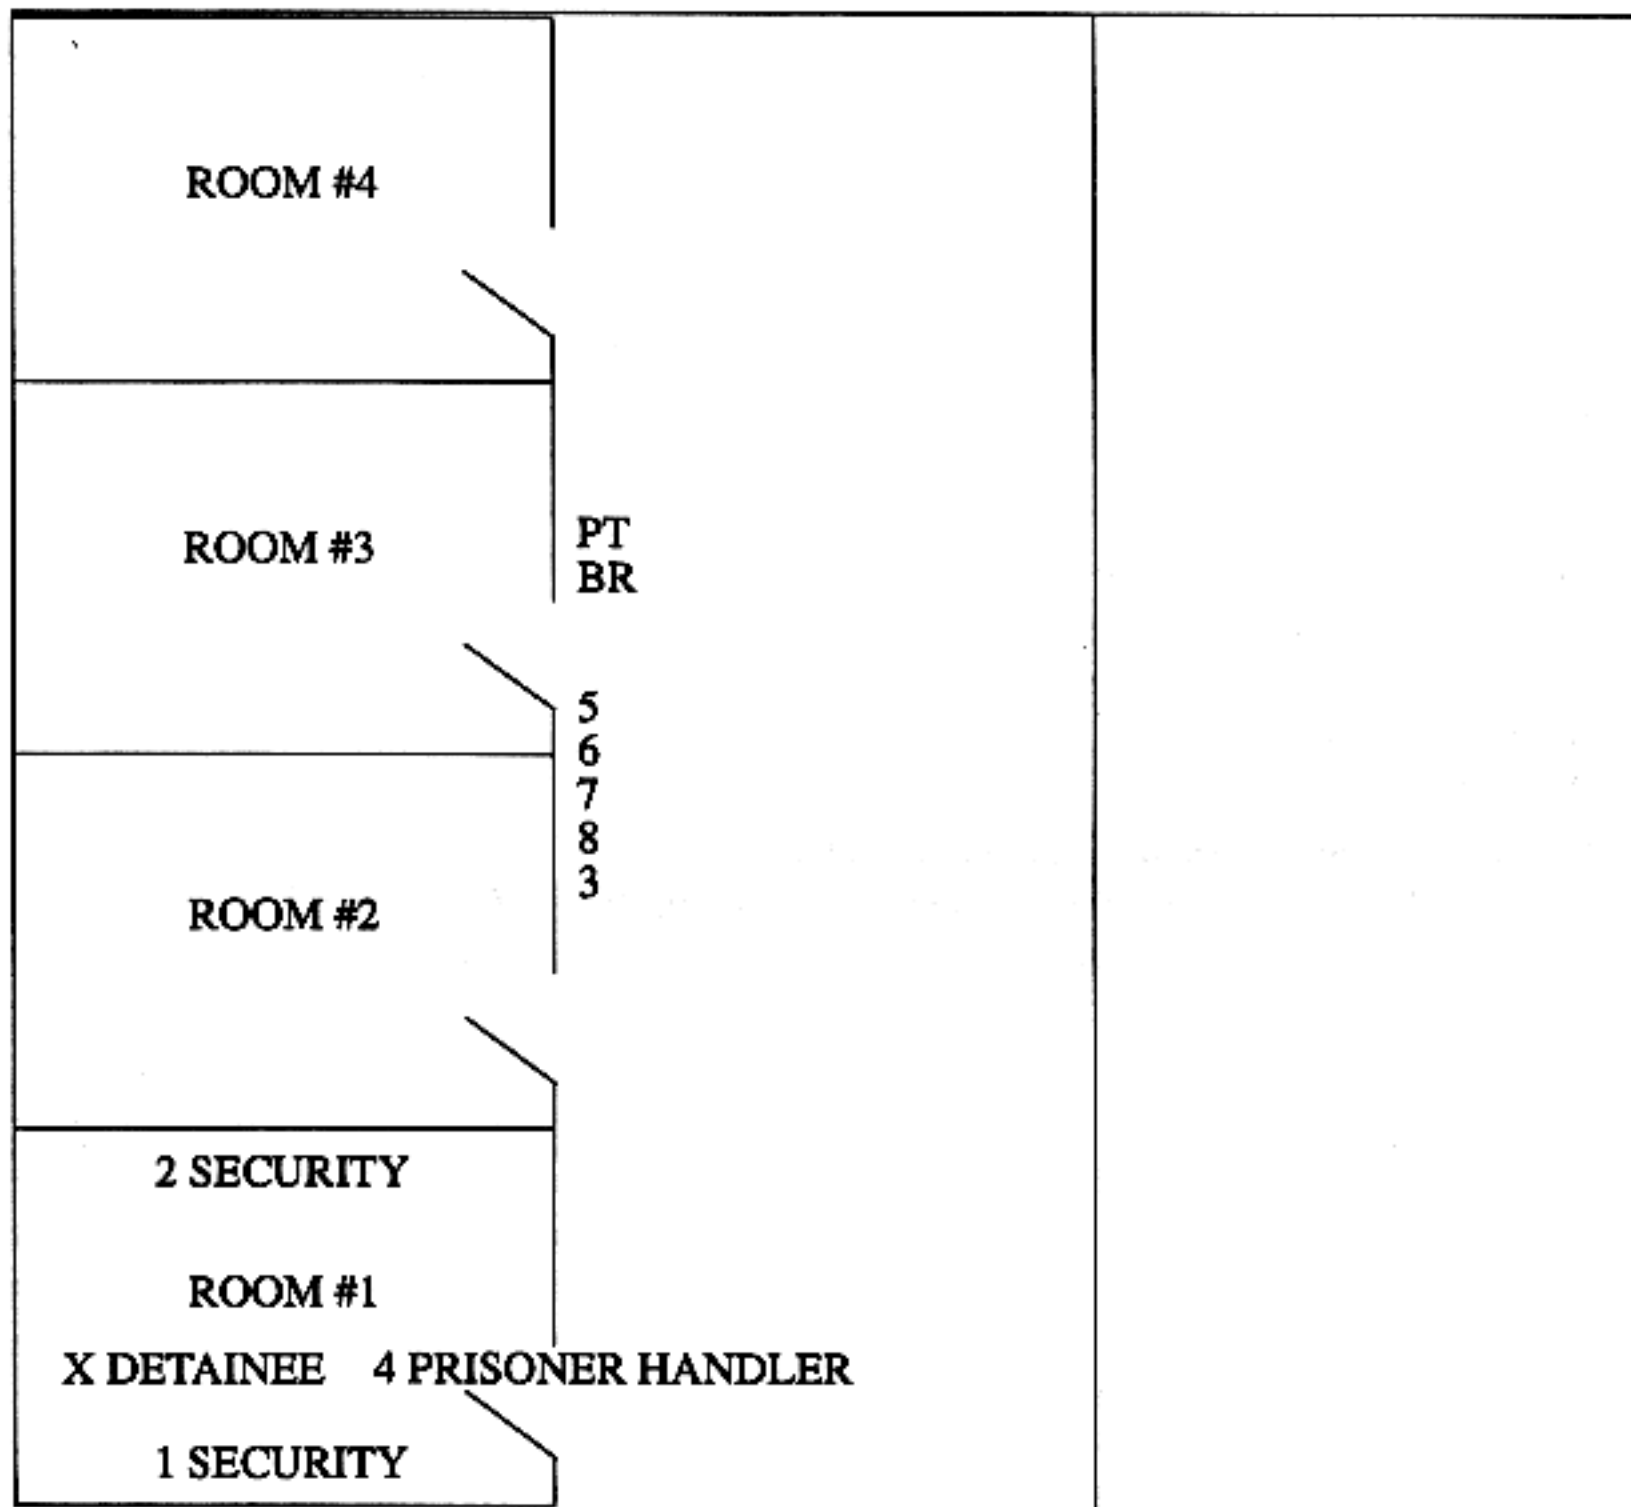 ROOM #4
ROOM #3
PT
BR
5
6
7
8
3
ROOM #2
2 SECURITY
ROOM #1
X DETAINEE 4 PRISONER HANDLER
1 SECURITY